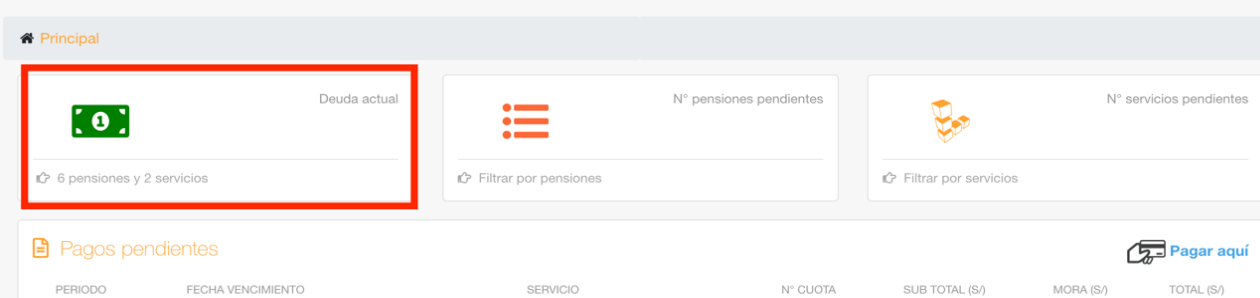 Principal
Deuda actual
1
6 pensiones y 2 servicios
N° pensiones pendientes
Filtrar por pensiones
N° servicios pendientes
Filtrar por servicios
Pagos pendientes
Pagar aquí
PERIODO FECHA VENCIMIENTO SERVICIO N° CUOTA SUB TOTAL (S/) MORA (S/) TOTAL (S/)